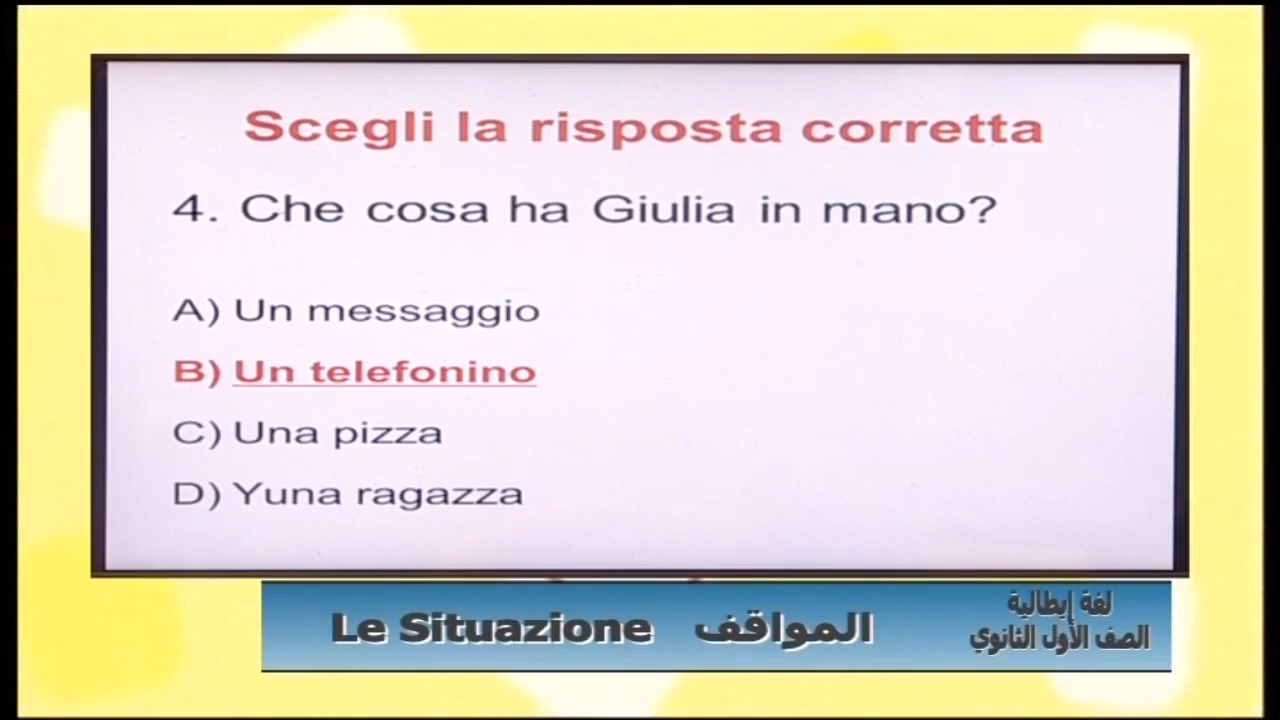 Scegli la risposta corretta
4. Che cosa ha Giulia in mano?
A) Un messaggio
B) Un telefonino
C) Una pizza
D) Yuna ragazza
Le Situazione المواقف
لغة إيطالية
الصف الأول الثانوي